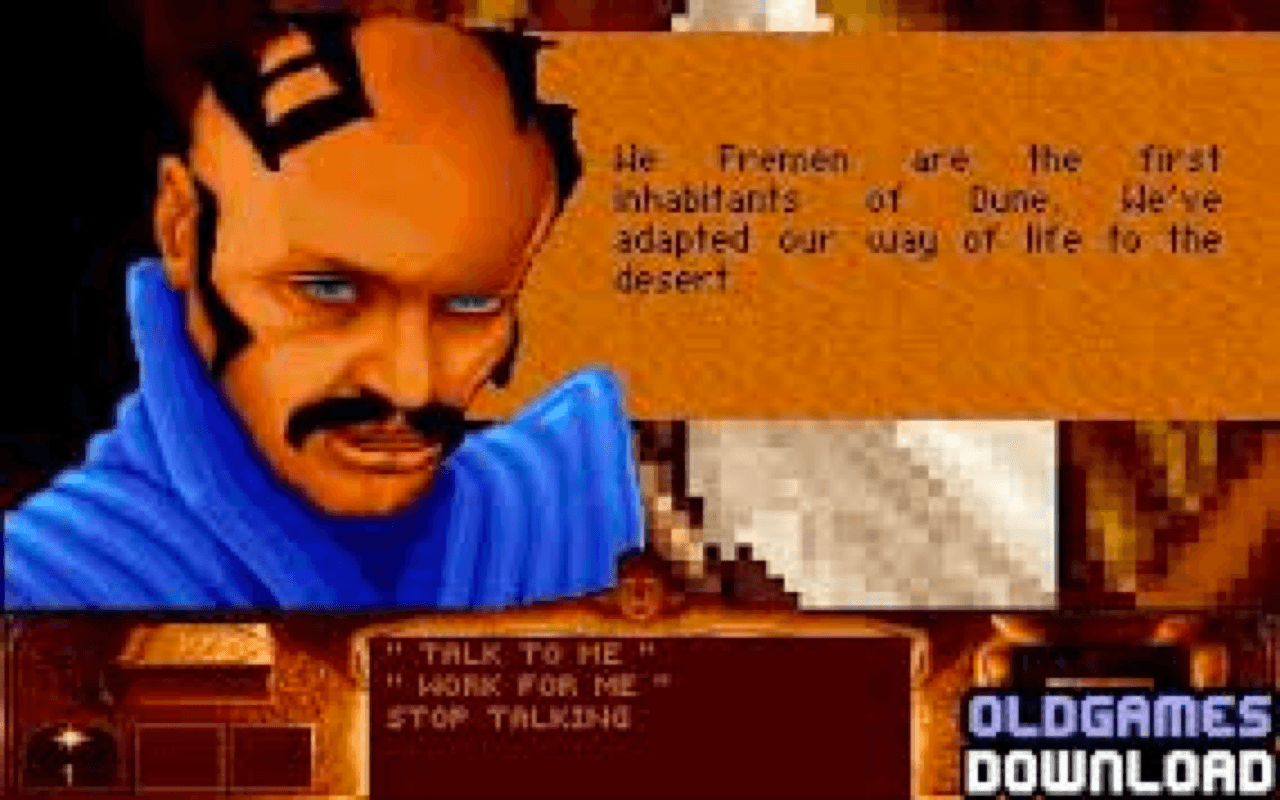 We Fremen are the first
inhabitants of Dune. We've
adapted our way of life to the
desert.
" TALK TO ME "
" WORK FOR ME "
STOP TALKING
1
OLDGAMES
DOWNLOAD